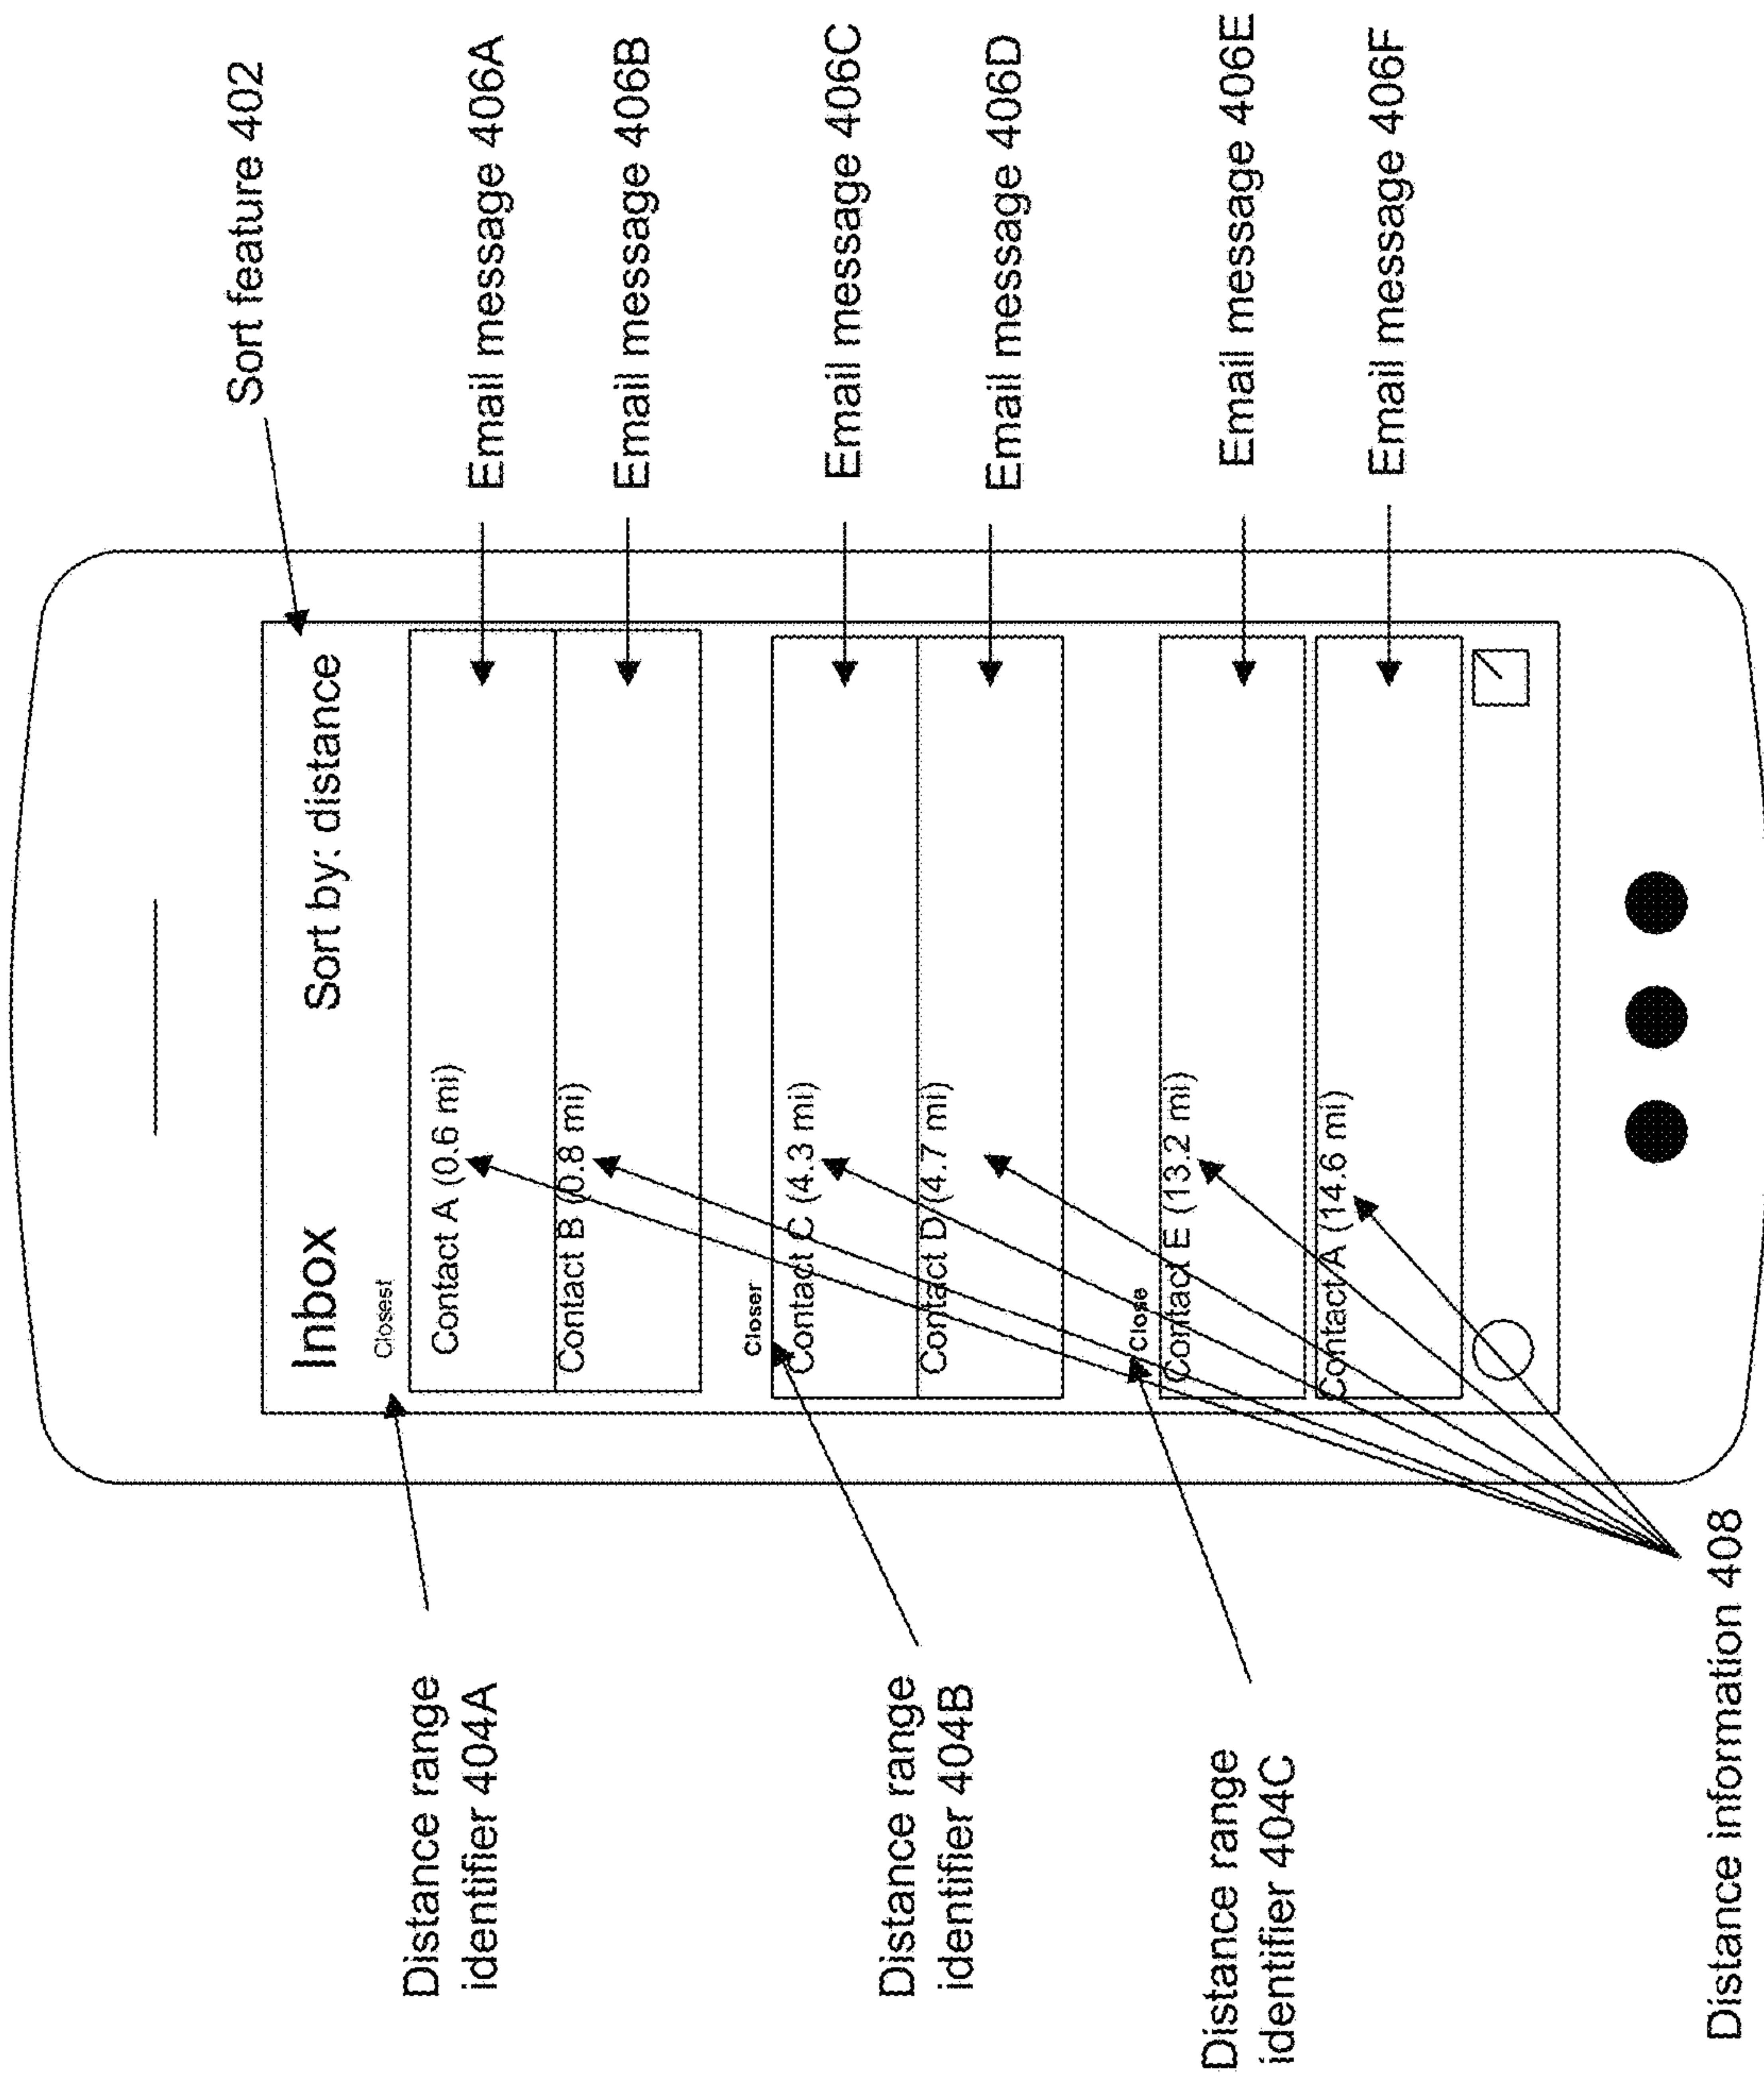 Sort feature 402
Inbox
Sort by: distance
Closest
Distance range
identifier 404A
Contact A (0.6 mi)
Email message 406A
Contact B (0.8 mi)
Email message 406B
Closer
Distance range
identifier 404B
Contact C (4.3 mi)
Email message 406C
Contact D (4.7 mi)
Email message 406D
Close
Distance range
identifier 404C
Contact E (13.2 mi)
Email message 406E
Contact A (14.6 mi)
Email message 406F
Distance information 408